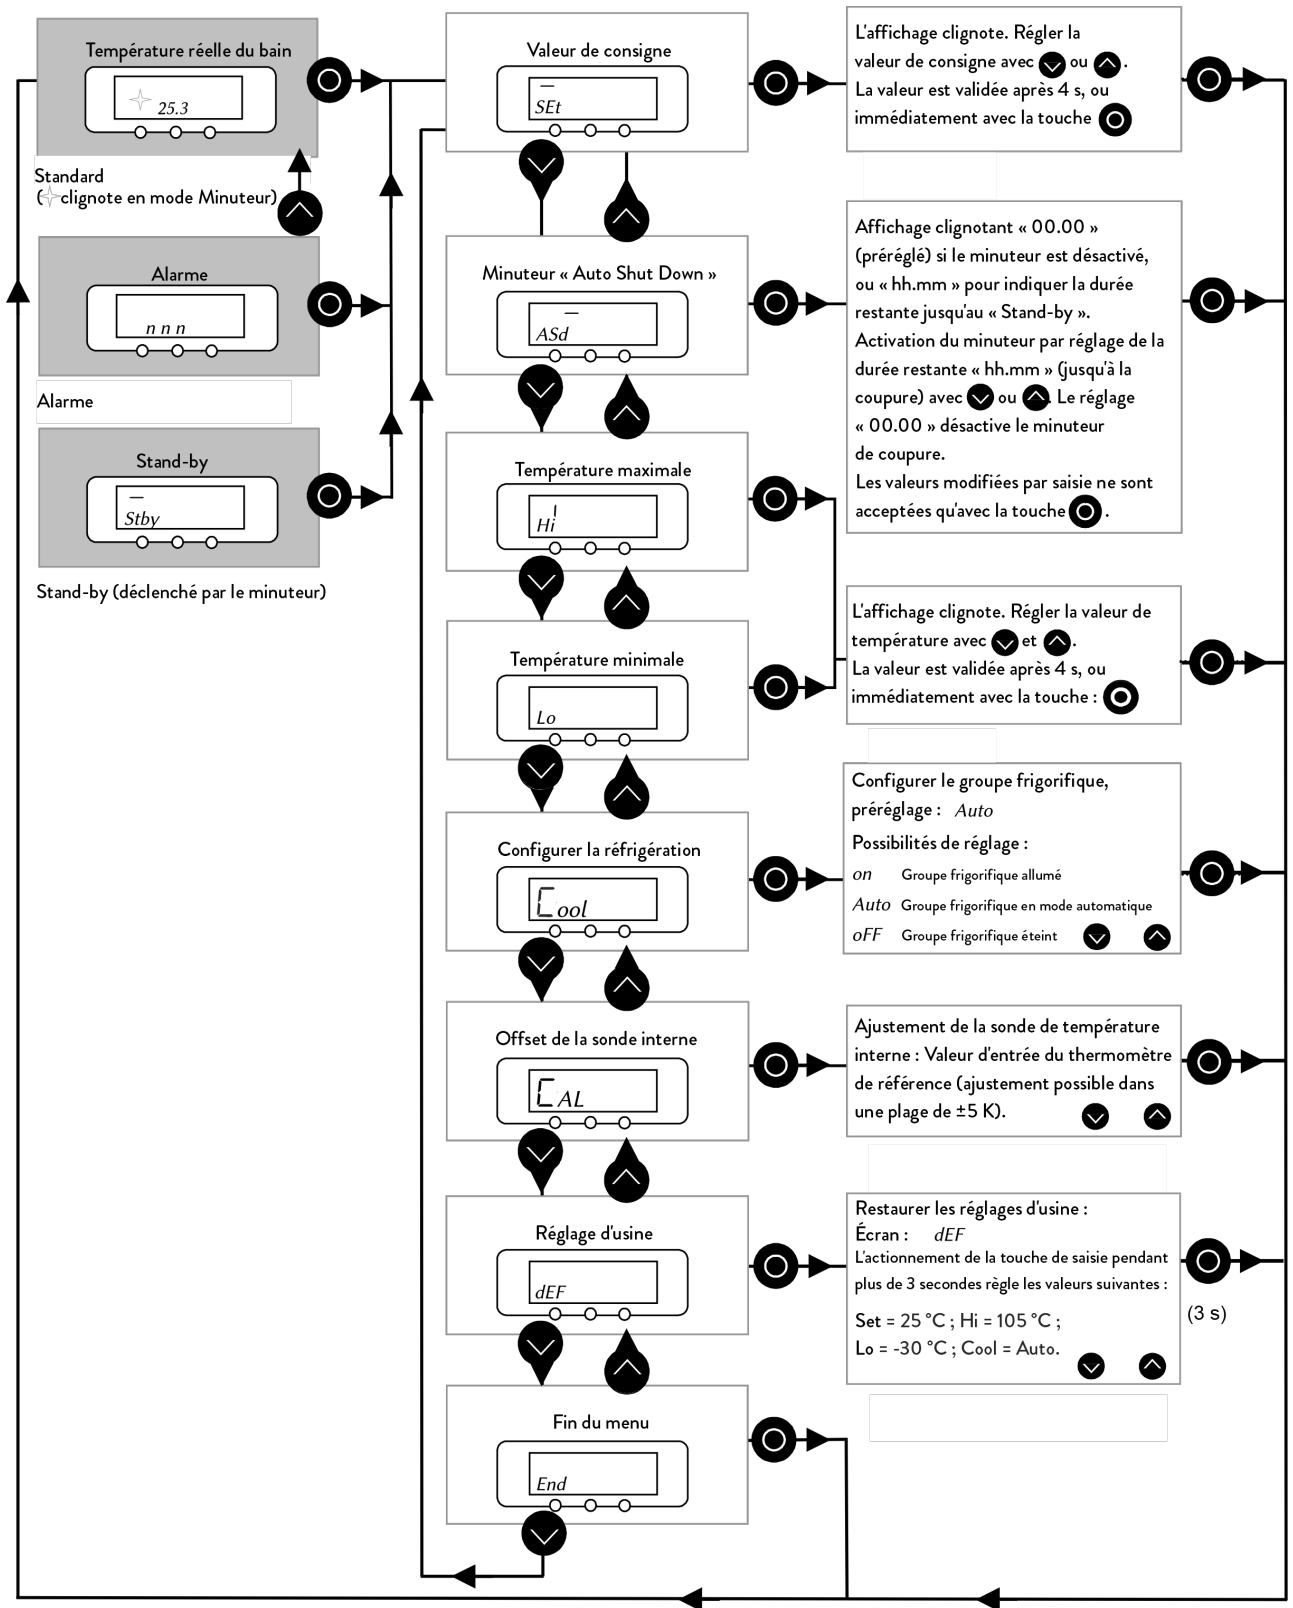 Température réelle du bain
25.3
Standard
( clignote en mode Minuteur)
Alarme
n n n
Alarme
Stand-by
Stby
Stand-by (déclenché par le minuteur)
Valeur de consigne
SEt
Minuteur « Auto Shut Down »
ASd
Température maximale
Hi
Température minimale
Lo
Configurer la réfrigération
Cool
Offset de la sonde interne
CAL
Réglage d'usine
dEF
Fin du menu
End
L'affichage clignote. Régler la
valeur de consigne avec ou .
La valeur est validée après 4 s, ou
immédiatement avec la touche
Affichage clignotant « 00.00 »
(préréglé) si le minuteur est désactivé,
ou « hh.mm » pour indiquer la durée
restante jusqu'au « Stand-by ».
Activation du minuteur par réglage de la
durée restante « hh.mm » (jusqu'à la
coupure) avec ou . Le réglage
« 00.00 » désactive le minuteur
de coupure.
Les valeurs modifiées par saisie ne sont
acceptées qu'avec la touche .
L'affichage clignote. Régler la valeur de
température avec et .
La valeur est validée après 4 s, ou
immédiatement avec la touche :
Configurer le groupe frigorifique,
préréglage : Auto
Possibilités de réglage :
on Groupe frigorifique allumé
Auto Groupe frigorifique en mode automatique
oFF Groupe frigorifique éteint
Ajustement de la sonde de température
interne : Valeur d'entrée du thermomètre
de référence (ajustement possible dans
une plage de ±5 K).
Restaurer les réglages d'usine :
Écran : dEF
L'actionnement de la touche de saisie pendant
plus de 3 secondes règle les valeurs suivantes :
Set = 25 °C ; Hi = 105 °C ;
Lo = -30 °C ; Cool = Auto.
(3 s)